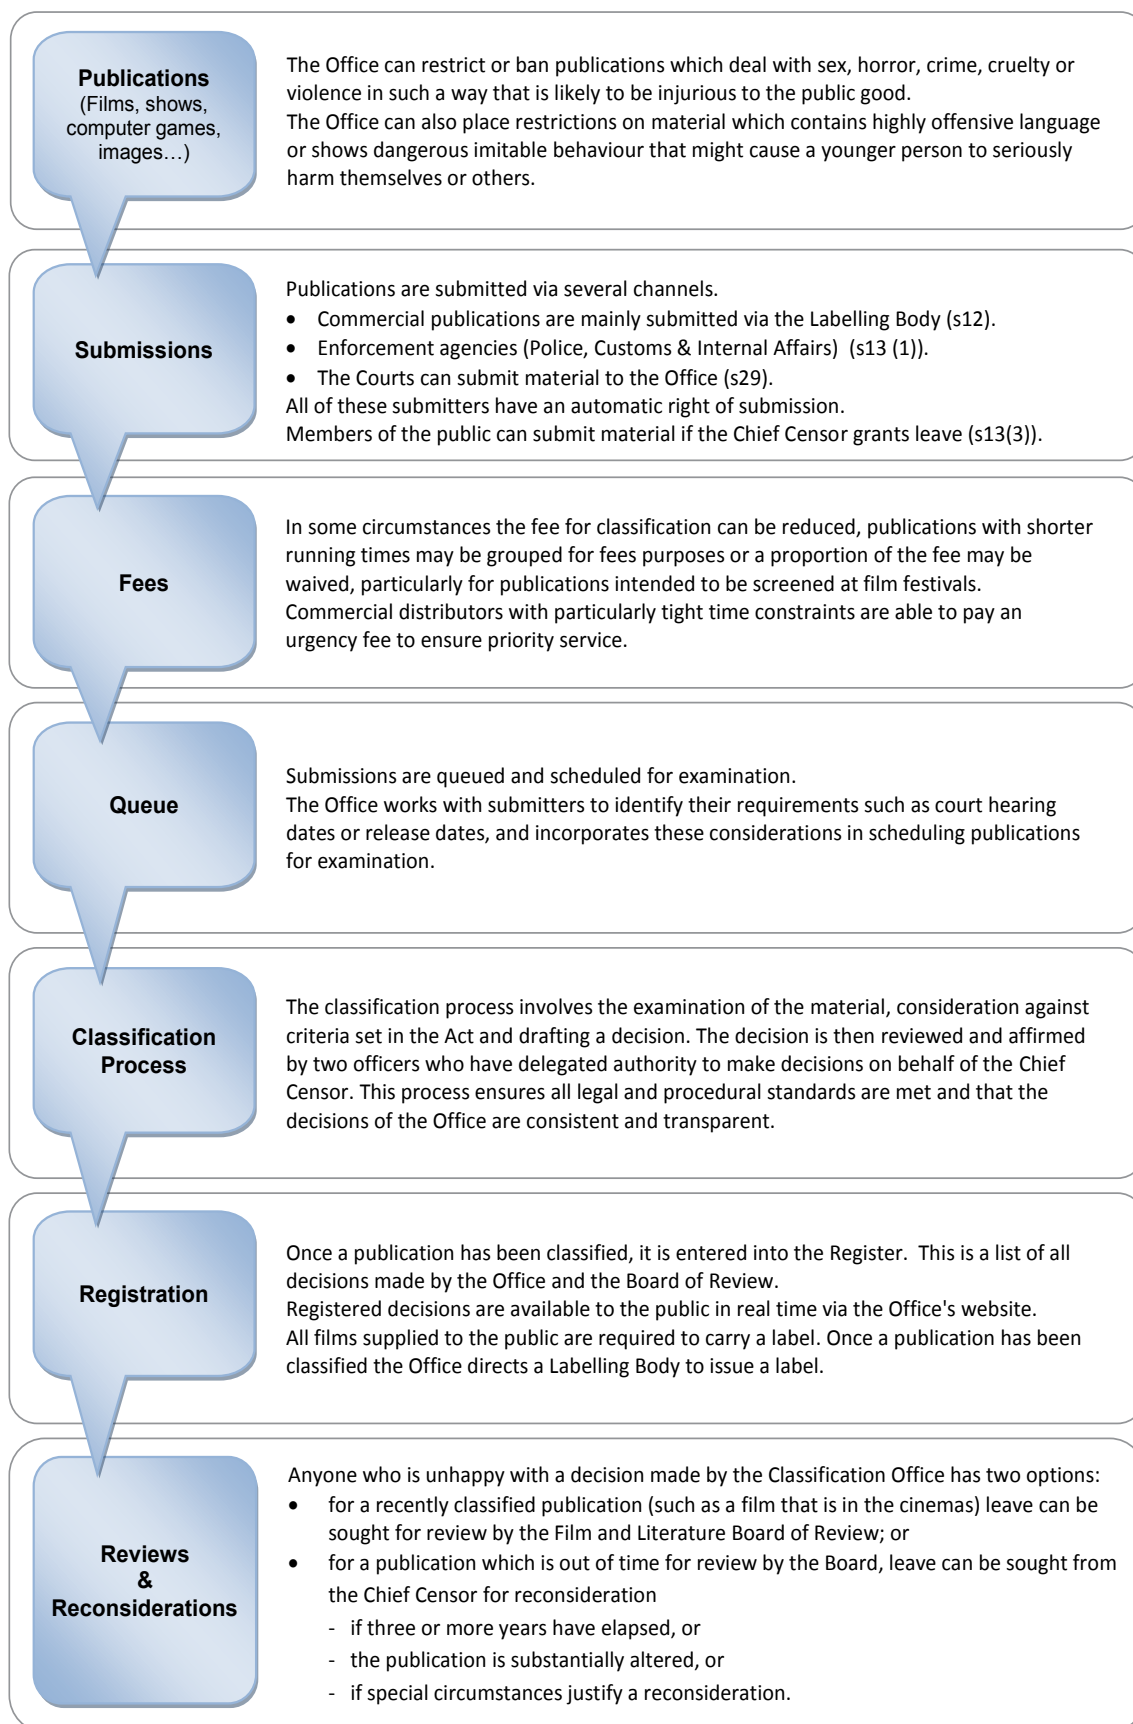 Publications
(Films, shows,
computer games,
images…)
The Office can restrict or ban publications which deal with sex, horror, crime, cruelty or
violence in such a way that is likely to be injurious to the public good.
The Office can also place restrictions on material which contains highly offensive language
or shows dangerous imitable behaviour that might cause a younger person to seriously
harm themselves or others.
Submissions
Publications are submitted via several channels.
• Commercial publications are mainly submitted via the Labelling Body (s12).
• Enforcement agencies (Police, Customs & Internal Affairs) (s13 (1)).
• The Courts can submit material to the Office (s29).
All of these submitters have an automatic right of submission.
Members of the public can submit material if the Chief Censor grants leave (s13(3)).
Fees
In some circumstances the fee for classification can be reduced, publications with shorter
running times may be grouped for fees purposes or a proportion of the fee may be
waived, particularly for publications intended to be screened at film festivals.
Commercial distributors with particularly tight time constraints are able to pay an
urgency fee to ensure priority service.
Queue
Submissions are queued and scheduled for examination.
The Office works with submitters to identify their requirements such as court hearing
dates or release dates, and incorporates these considerations in scheduling publications
for examination.
Classification
Process
The classification process involves the examination of the material, consideration against
criteria set in the Act and drafting a decision. The decision is then reviewed and affirmed
by two officers who have delegated authority to make decisions on behalf of the Chief
Censor. This process ensures all legal and procedural standards are met and that the
decisions of the Office are consistent and transparent.
Registration
Once a publication has been classified, it is entered into the Register. This is a list of all
decisions made by the Office and the Board of Review.
Registered decisions are available to the public in real time via the Office's website.
All films supplied to the public are required to carry a label. Once a publication has been
classified the Office directs a Labelling Body to issue a label.
Reviews
&
Reconsiderations
Anyone who is unhappy with a decision made by the Classification Office has two options:
• for a recently classified publication (such as a film that is in the cinemas) leave can be
sought for review by the Film and Literature Board of Review; or
• for a publication which is out of time for review by the Board, leave can be sought from
the Chief Censor for reconsideration
- if three or more years have elapsed, or
- the publication is substantially altered, or
- if special circumstances justify a reconsideration.